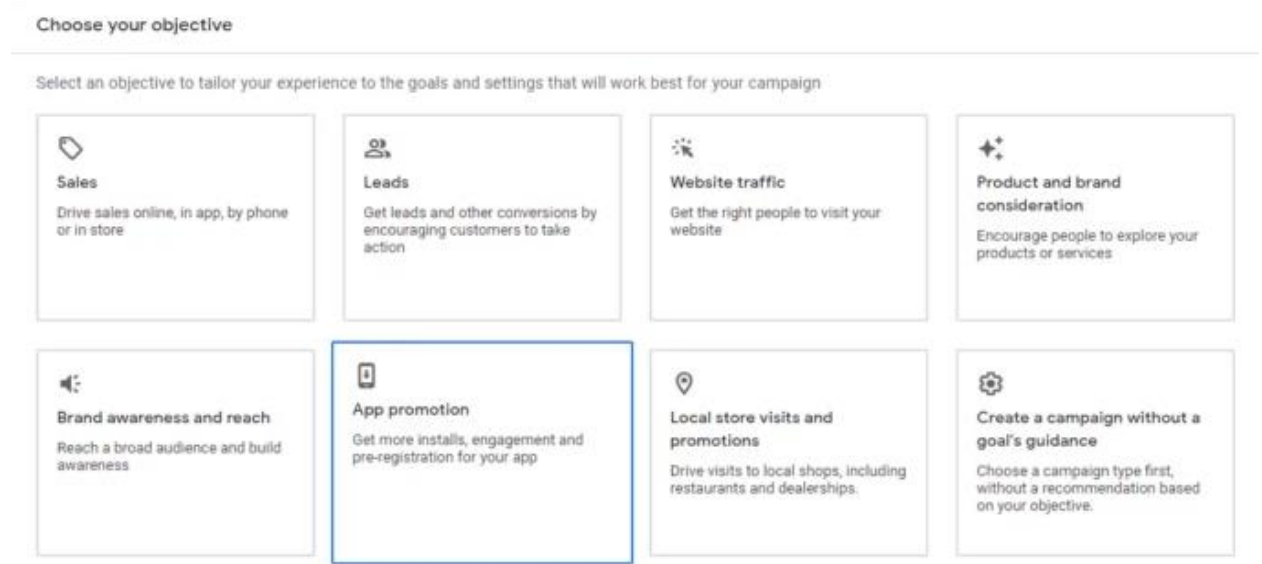 Choose your objective
Select an objective to tailor your experience to the goals and settings that will work best for your campaign
Sales
Drive sales online, in app, by phone
or in store
Leads
Get leads and other conversions by
encouraging customers to take
action
Website traffic
Get the right people to visit your
website
Product and brand
consideration
Encourage people to explore your
products or services
Brand awareness and reach
Reach a broad audience and build
awareness
App promotion
Get more installs, engagement and
pre-registration for your app
Local store visits and
promotions
Drive visits to local shops, including
restaurants and dealerships.
Create a campaign without a
goal's guidance
Choose a campaign type first,
without a recommendation based
on your objective.